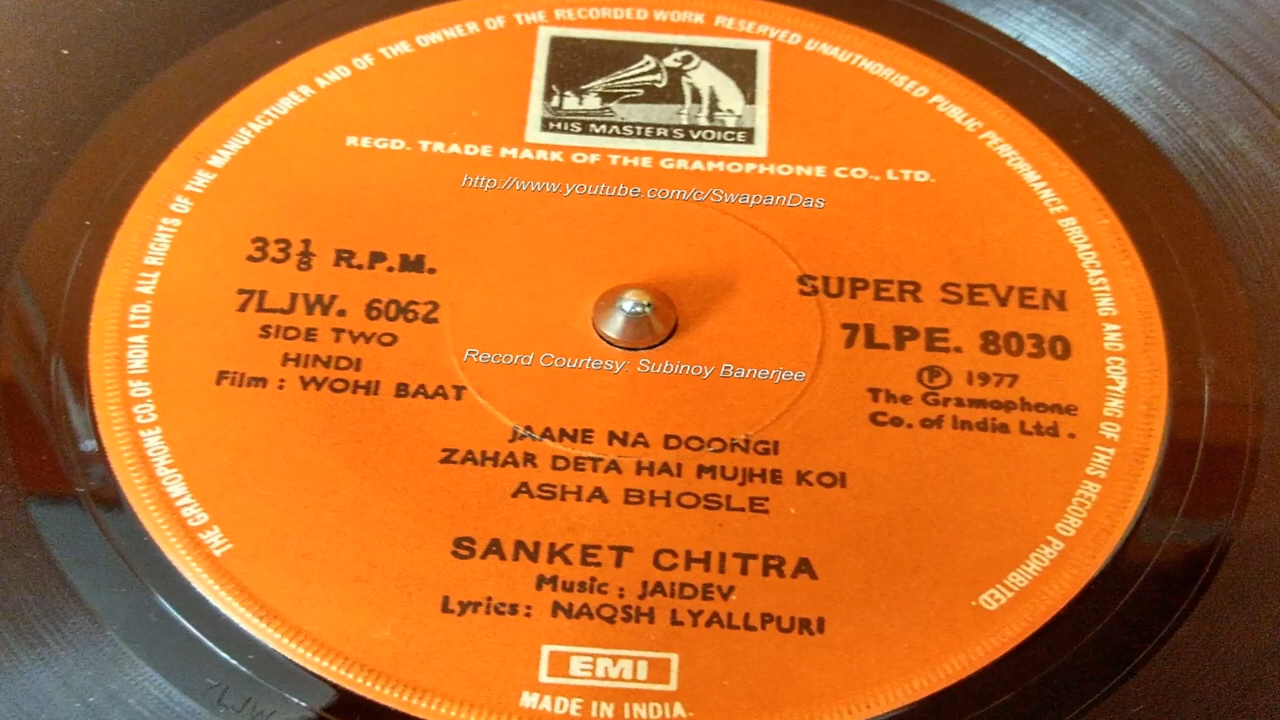 THE GRAMOPHONE CO. OF INDIA LTD. ALL RIGHTS OF THE MANUFACTURER AND OF THE OWNER OF THE RECORDED WORK RESERVED UNAUTHORISED PUBLIC PERFORMANCE BROADCASTING AND COPYING OF THIS RECORD PROHIBITED.
HIS MASTER'S VOICE
REGD. TRADE MARK OF THE GRAMOPHONE CO., LTD.
http://www.youtube.com/c/SwapanDas
33⅓ R.P.M.
7LJW. 6062
SIDE TWO
HINDI
Film : WOHI BAAT
SUPER SEVEN
7LPE. 8030
Ⓟ 1977
The Gramophone
Co. of India Ltd .
Record Courtesy: Subinoy Banerjee
JAANE NA DOONGI
ZAHAR DETA HAI MUJHE KOI
ASHA BHOSLE
SANKET CHITRA
Music : JAIDEV
Lyrics: NAQSH LYALLPURI
EMI
MADE IN INDIA.
7LJW